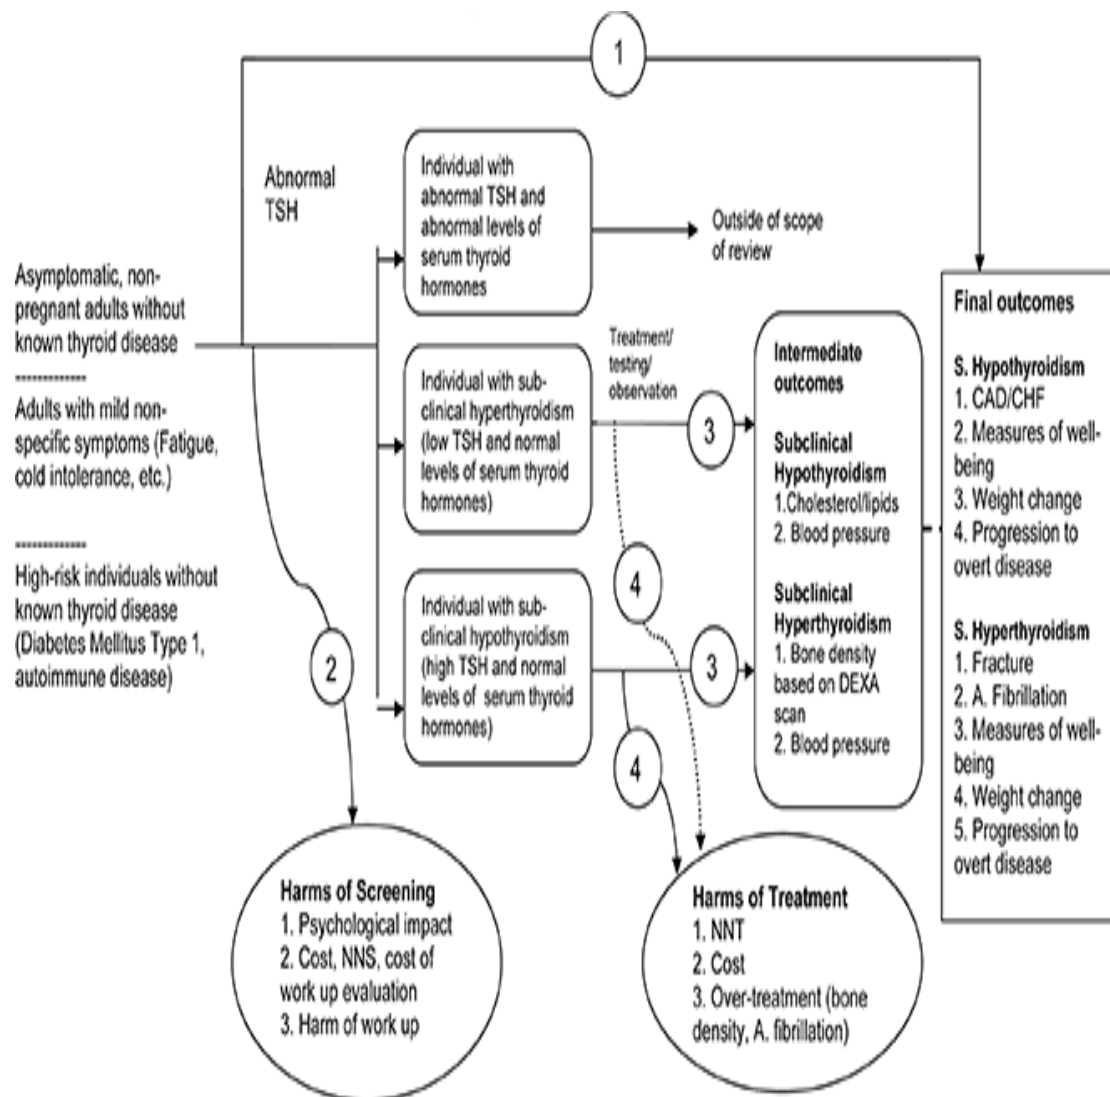 1
Abnormal
TSH
Asymptomatic, non-
pregnant adults without
known thyroid disease
-------------
Adults with mild non-
specific symptoms (Fatigue,
cold intolerance, etc.)
-------------
High-risk individuals without
known thyroid disease
(Diabetes Mellitus Type 1,
autoimmune disease)
Individual with
abnormal TSH and
abnormal levels of
serum thyroid
hormones
Outside of scope
of review
Individual with sub-
clinical hyperthyroidism
(low TSH and normal
levels of serum thyroid
hormones)
Individual with sub-
clinical hypothyroidism
(high TSH and normal
levels of serum thyroid
hormones)
Treatment/
testing/
observation
3
4
3
4
2
Intermediate
outcomes
Subclinical
Hypothyroidism
1.Cholesterol/lipids
2. Blood pressure
Subclinical
Hyperthyroidism
1. Bone density
based on DEXA
scan
2. Blood pressure
Final outcomes
S. Hypothyroidism
1. CAD/CHF
2. Measures of well-
being
3. Weight change
4. Progression to
overt disease
S. Hyperthyroidism
1. Fracture
2. A. Fibrillation
3. Measures of well-
being
4. Weight change
5. Progression to
overt disease
Harms of Screening
1. Psychological impact
2. Cost, NNS, cost of
work up evaluation
3. Harm of work up
Harms of Treatment
1. NNT
2. Cost
3. Over-treatment (bone
density, A. fibrillation)